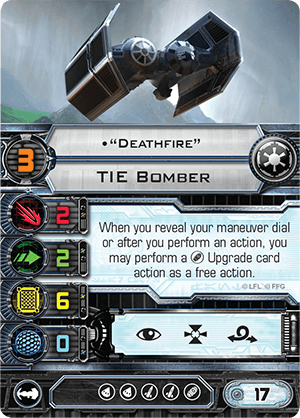 •“Deathfire”
3
TIE Bomber
2
When you reveal your maneuver dial
or after you perform an action, you
may perform a Upgrade card
action as a free action.
©LFL ©FFG
2
6
0
17